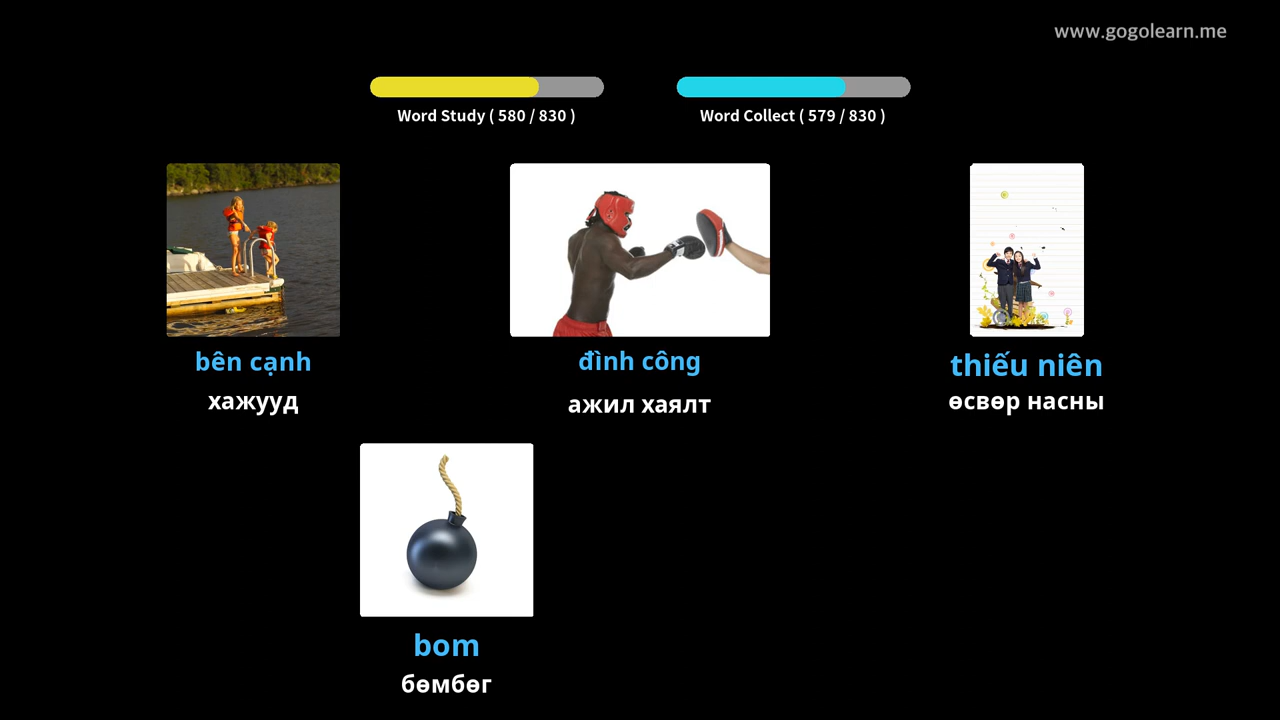 www.gogolearn.me
Word Study ( 580 / 830 )
Word Collect ( 579 / 830 )
bên cạnh
хажууд
đình công
ажил хаялт
thiếu niên
өсвөр насны
bom
бөмбөг